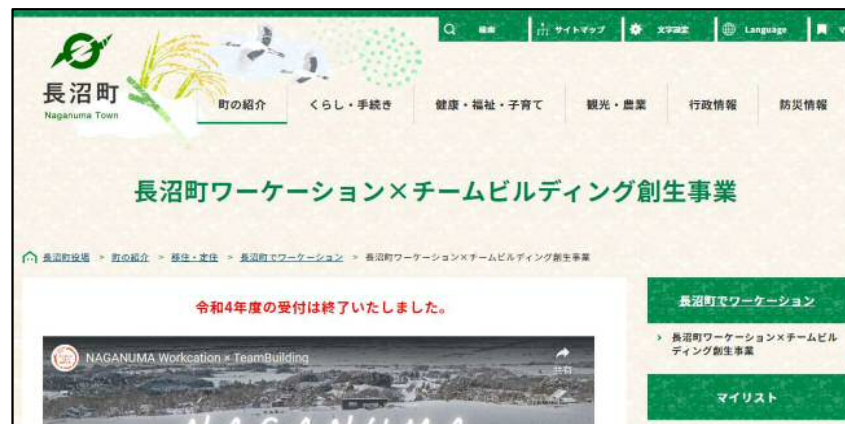 検索
サイトマップ
文字設定
Language
マ
長沼町
Naganuma Town
町の紹介
くらし・手続き
健康・福祉・子育て
観光・農業
行政情報
防災情報
長沼町ワーケーション×チームビルディング創生事業
長沼町役場 > 町の紹介 > 移住・定住 > 長沼町でワーケーション > 長沼町ワーケーション×チームビルディング創生事業
令和4年度の受付は終了いたしました。
長沼町でワーケーション
NAGANUMA Workcation × TeamBuilding
共有
› 長沼町ワーケーション×チームビル
ディング創生事業
マイリスト
NAGANUMA